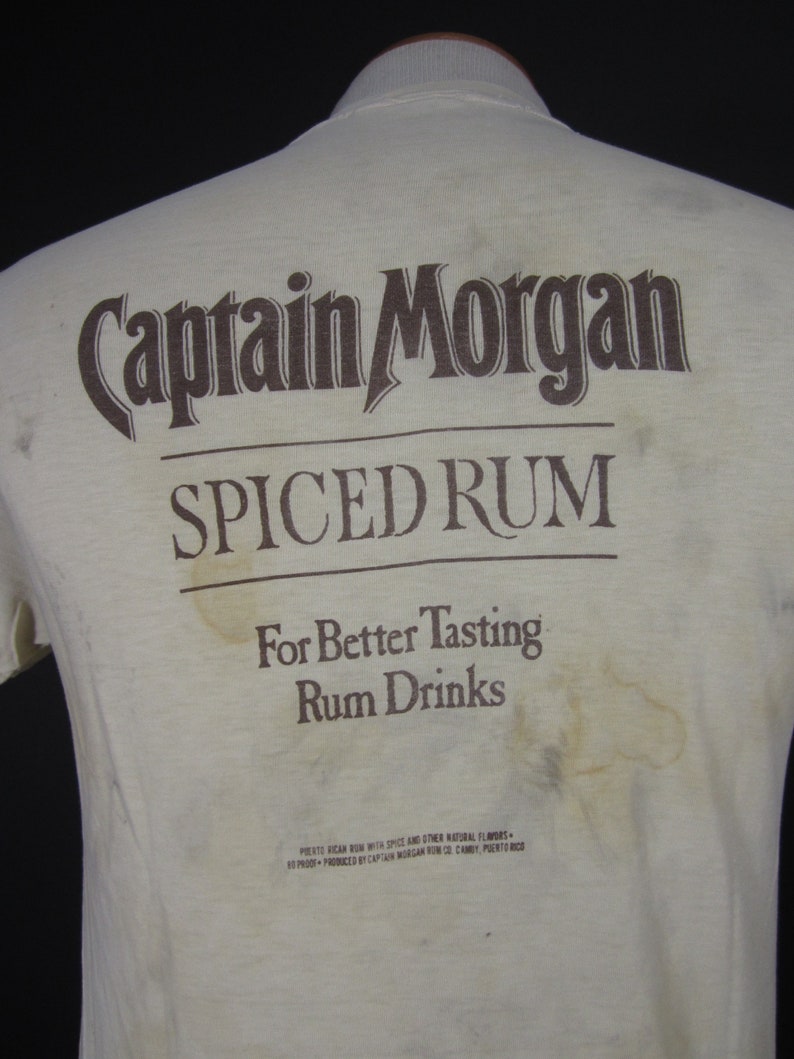 Captain Morgan
SPICED RUM
For Better Tasting
Rum Drinks
PUERTO RICAN RUM WITH SPICE AND OTHER NATURAL FLAVORS •
80 PROOF • PRODUCED BY CAPTAIN MORGAN RUM CO. CAMUY, PUERTO RICO